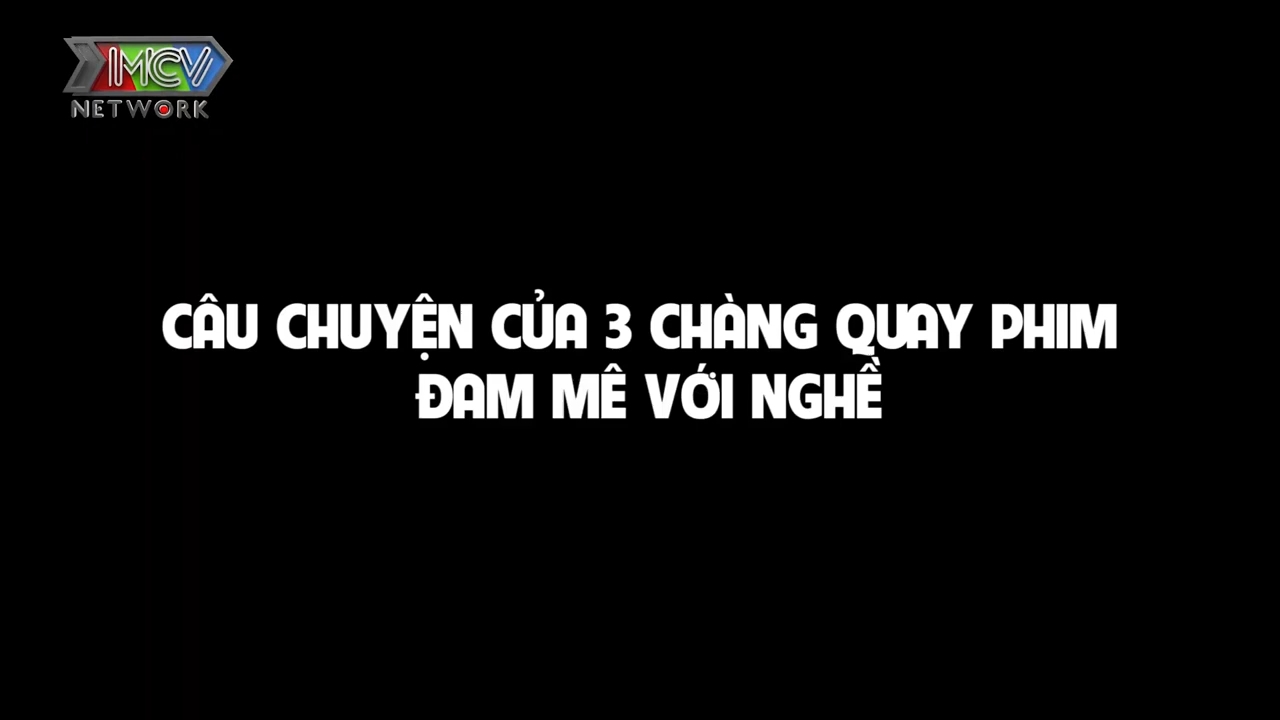 MCV
NETWORK
CÂU CHUYỆN CỦA 3 CHÀNG QUAY PHIM
ĐAM MÊ VỚI NGHỀ